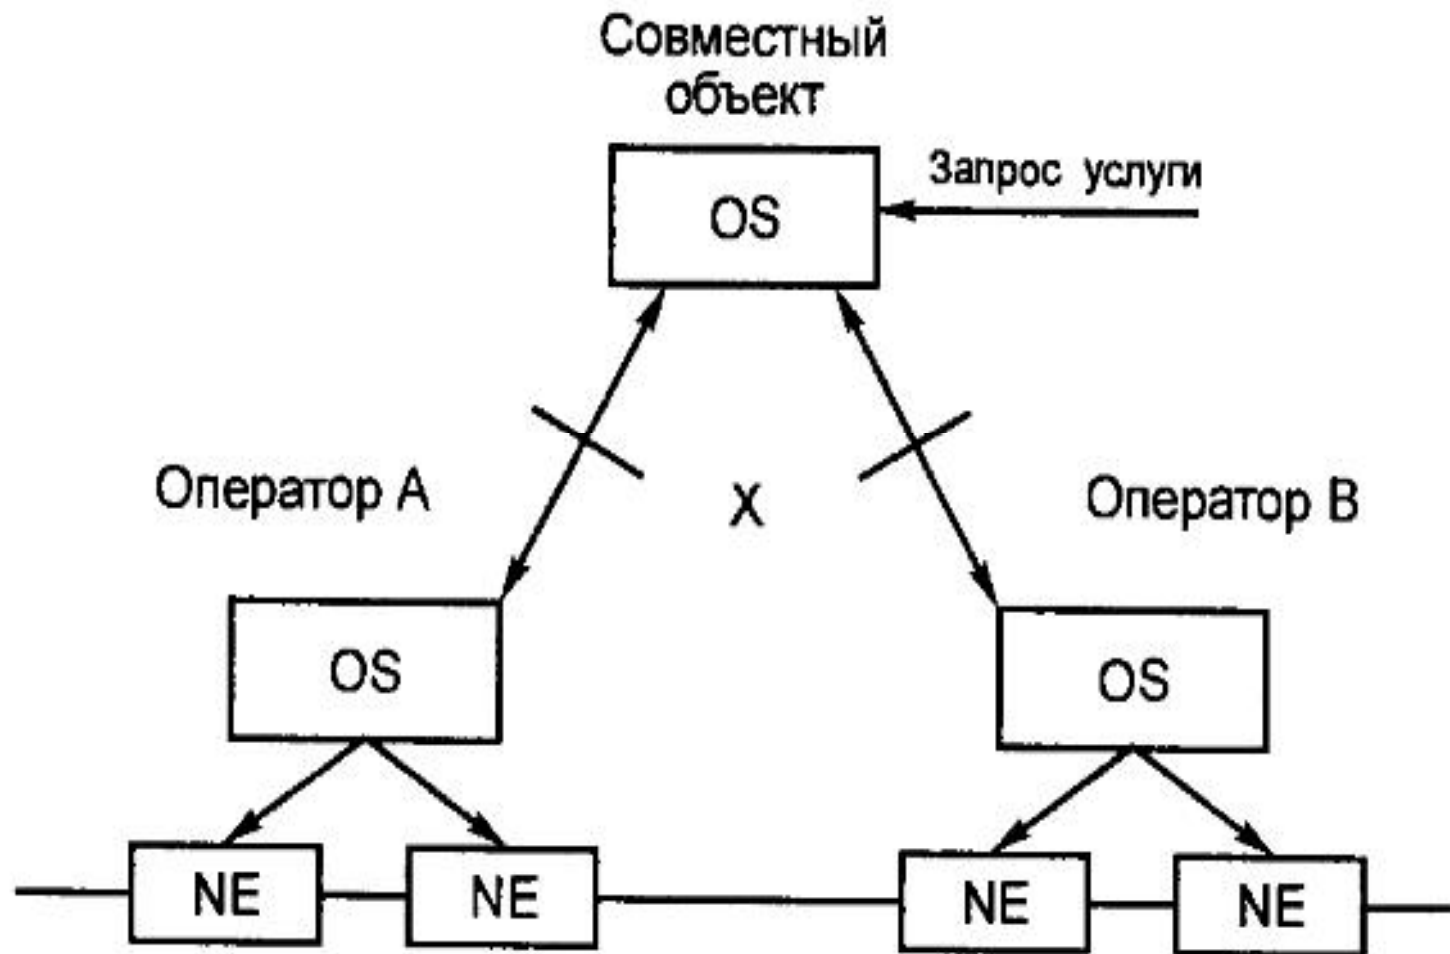 Совместный
объект
Запрос услуги
OS
Оператор А
X
Оператор В
OS
OS
NE
NE
NE
NE